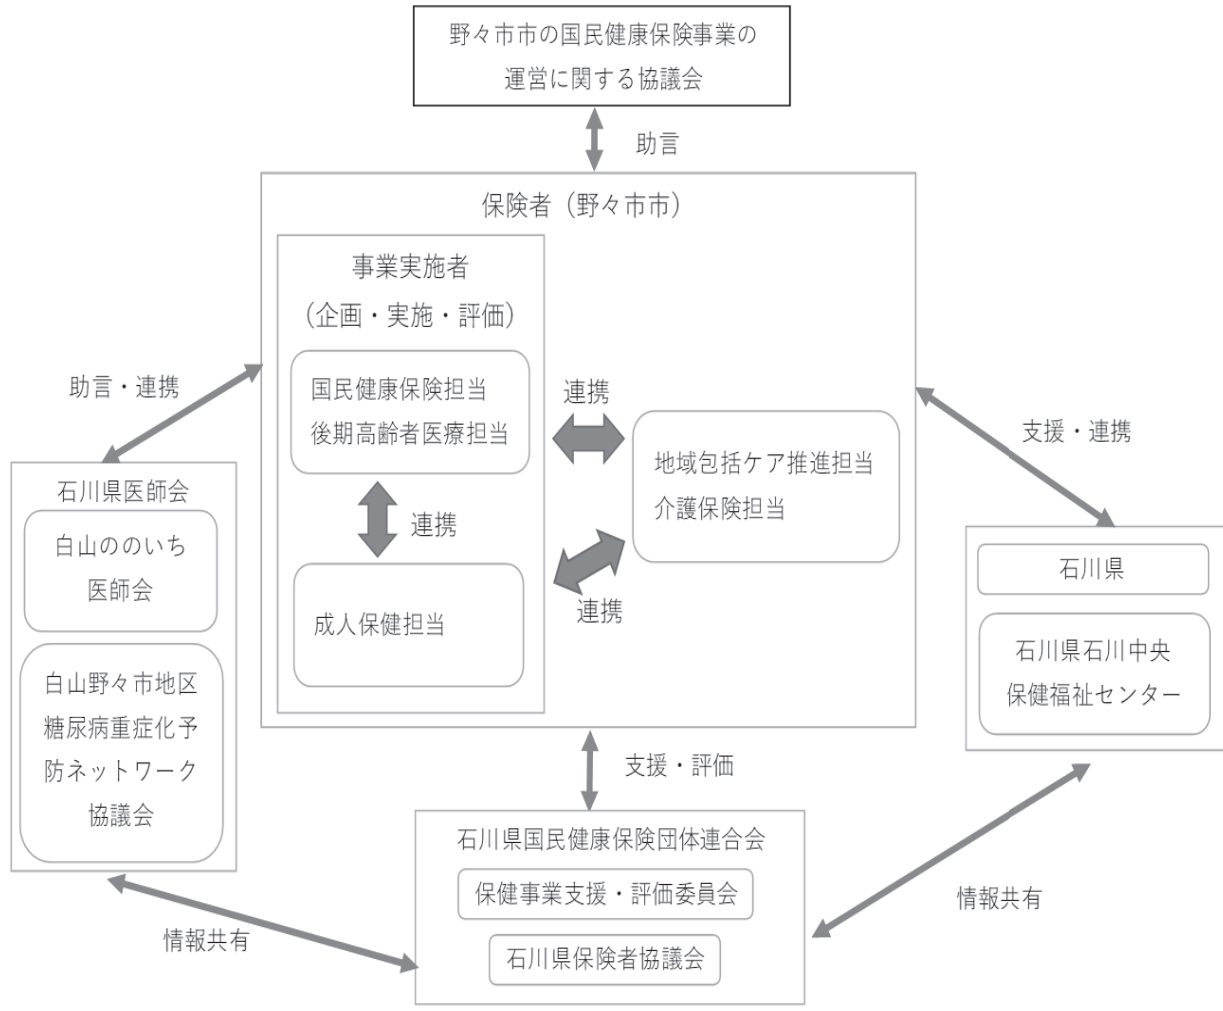 野々市市の国民健康保険事業の
運営に関する協議会
助言
保険者（野々市市）
事業実施者
（企画・実施・評価）
国民健康保険担当
後期高齢者医療担当
連携
地域包括ケア推進担当
介護保険担当
連携
連携
成人保健担当
助言・連携
支援・連携
石川県医師会
白山ののいち
医師会
白山野々市地区
糖尿病重症化予
防ネットワーク
協議会
石川県
石川県石川中央
保健福祉センター
支援・評価
石川県国民健康保険団体連合会
保健事業支援・評価委員会
石川県保険者協議会
情報共有
情報共有